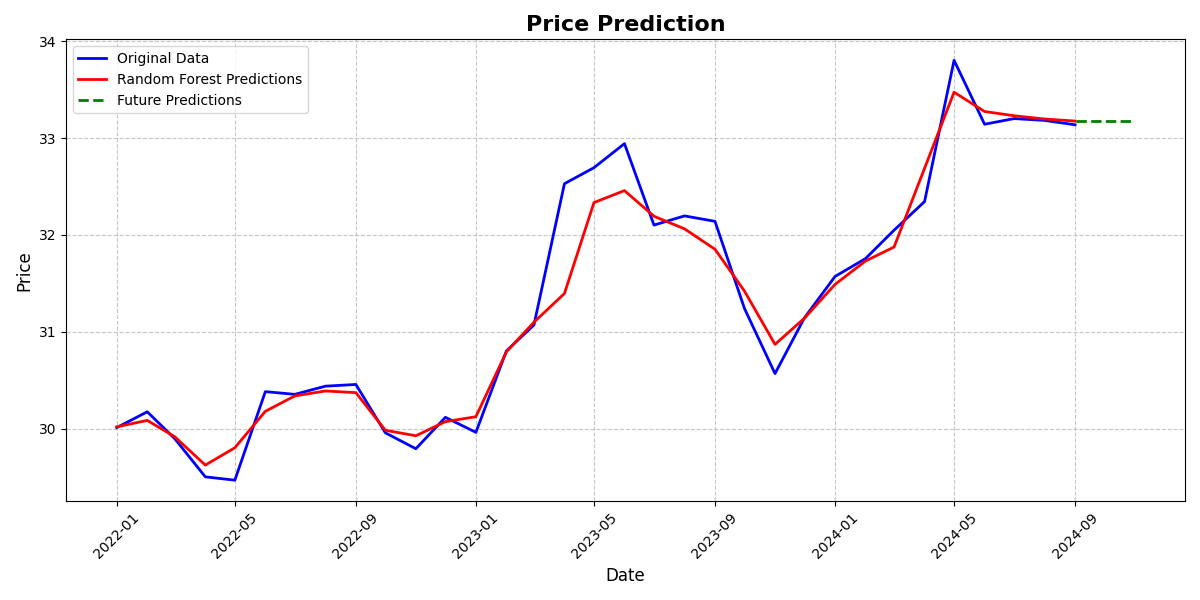 Price Prediction
Original Data
Random Forest Predictions
Future Predictions
34
33
32
31
30
Price
2022-01
2022-05
2022-09
2023-01
2023-05
2023-09
2024-01
2024-05
2024-09
Date